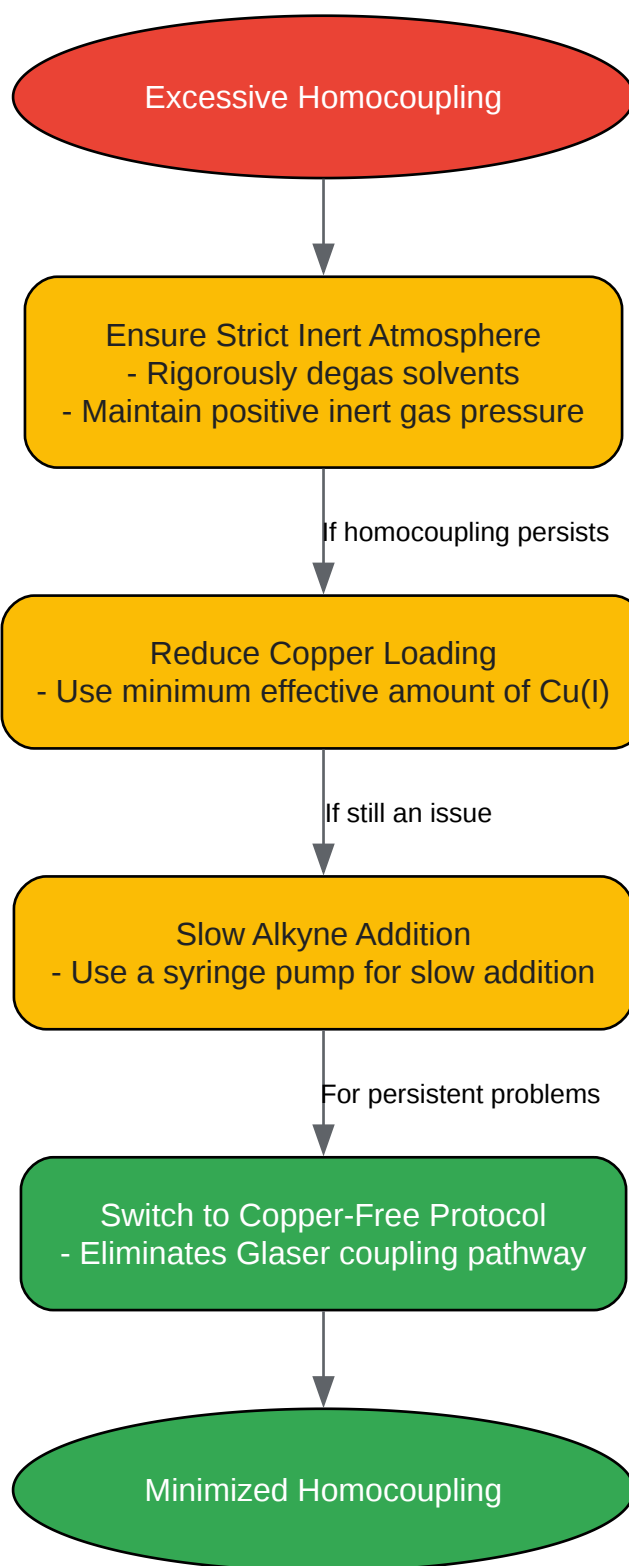 Excessive Homocoupling
Ensure Strict Inert Atmosphere
- Rigorously degas solvents
- Maintain positive inert gas pressure
If homocoupling persists
Reduce Copper Loading
- Use minimum effective amount of Cu(I)
If still an issue
Slow Alkyne Addition
- Use a syringe pump for slow addition
For persistent problems
Switch to Copper-Free Protocol
- Eliminates Glaser coupling pathway
Minimized Homocoupling